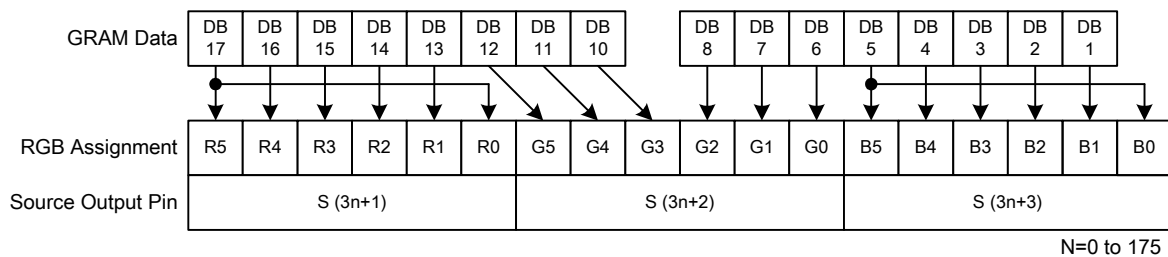 GRAM Data DB 17 DB 16 DB 15 DB 14 DB 13 DB 12 DB 11 DB 10 DB 8 DB 7 DB 6 DB 5 DB 4 DB 3 DB 2 DB 1
RGB Assignment R5 R4 R3 R2 R1 R0 G5 G4 G3 G2 G1 G0 B5 B4 B3 B2 B1 B0
Source Output Pin S (3n+1) S (3n+2) S (3n+3)
N=0 to 175